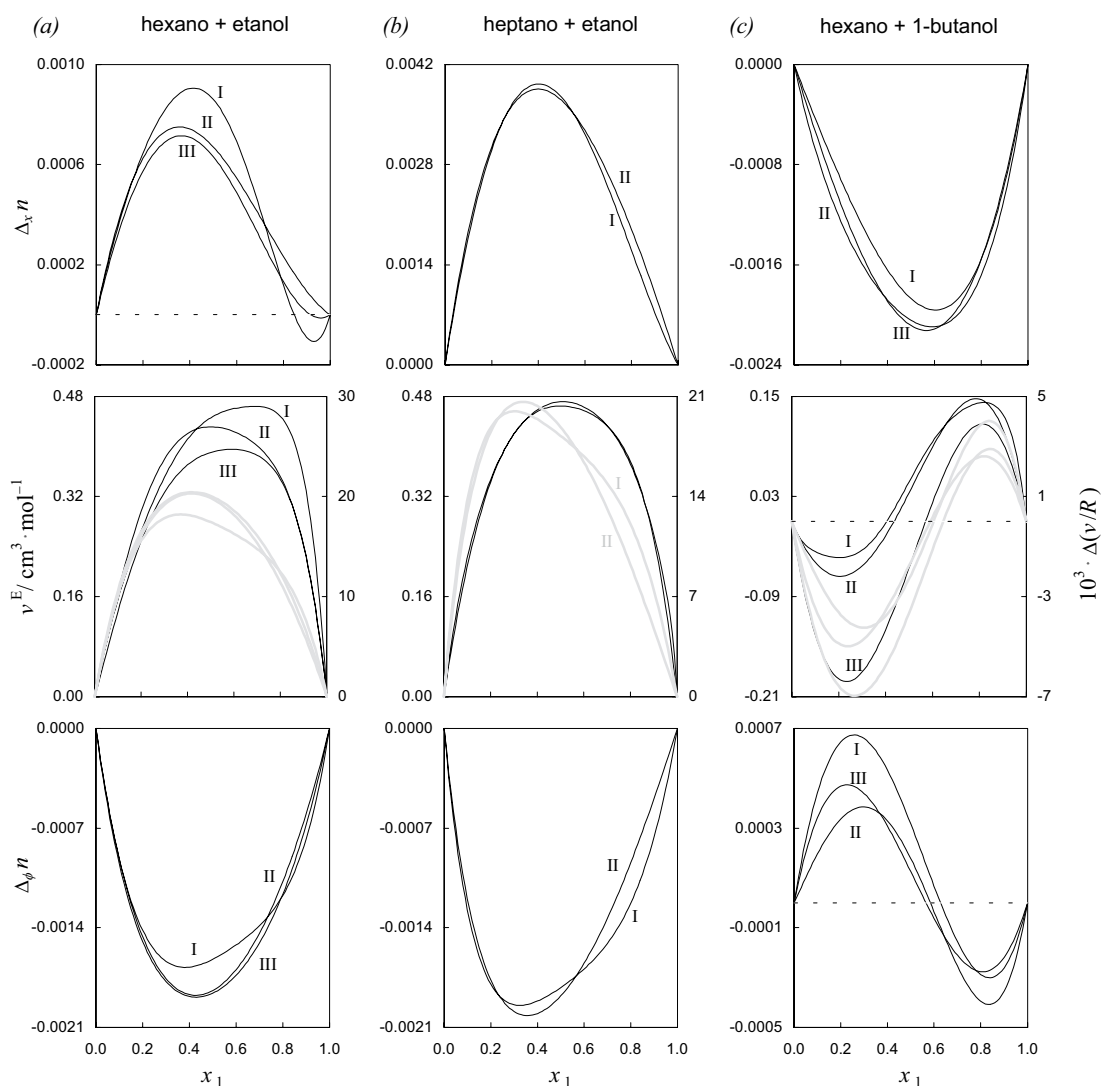 (a) hexano + etanol (b) heptano + etanol (c) hexano + 1-butanol
0.0010 0.0042 0.0000
I
II
III
II
I
II
I
III
0.0006 0.0028 -0.0008
Δx n
0.0002 0.0014 -0.0016
-0.0002 0.0000 -0.0024
0.48 30 0.48 21 0.15 5
I
II
III
I
II
I
II
III
0.32 20 0.32 14 0.03 1
v E / cm3 · mol–1
10^3 · Δ(v/R)
0.16 10 0.16 7 -0.09 -3
0.00 0 0.00 0 -0.21 -7
0.0000 0.0000 0.0007
I
III
II
-0.0007 -0.0007 0.0003
Δϕ n
II
I
III
II
I
-0.0014 -0.0014 -0.0001
-0.0021 -0.0021 -0.0005
0.0 0.2 0.4 0.6 0.8 1.0 0.0 0.2 0.4 0.6 0.8 1.0 0.0 0.2 0.4 0.6 0.8 1.0
x 1 x 1 x 1